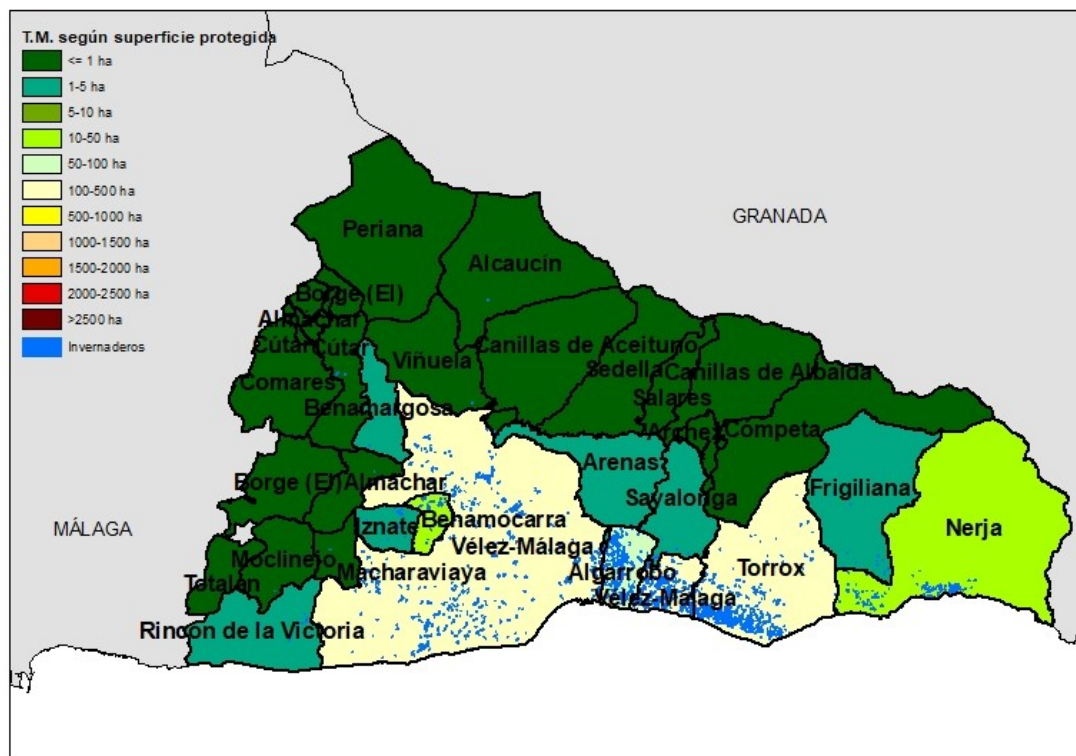 T.M. según superficie protegida
<= 1 ha
1-5 ha
5-10 ha
10-50 ha
50-100 ha
100-500 ha
500-1000 ha
1000-1500 ha
1500-2000 ha
2000-2500 ha
>2500 ha
Invernaderos
GRANADA
MÁLAGA
Periana
Alcaucín
Borge (El)
Almáchar
Cútar
Cútar
Viñuela
Canillas de Aceituno
Sedella
Canillas de Albaida
Comares
Salares
Benamargosa
Archez
Cómpeta
Arenas
Borge (El)
Almáchar
Sayalonga
Frigiliana
Iznate
Benamocarra
Nerja
Vélez-Málaga
Moclinejo
Macharaviaya
Algarrobo
Torrox
Totalán
Vélez-Málaga
Rincón de la Victoria